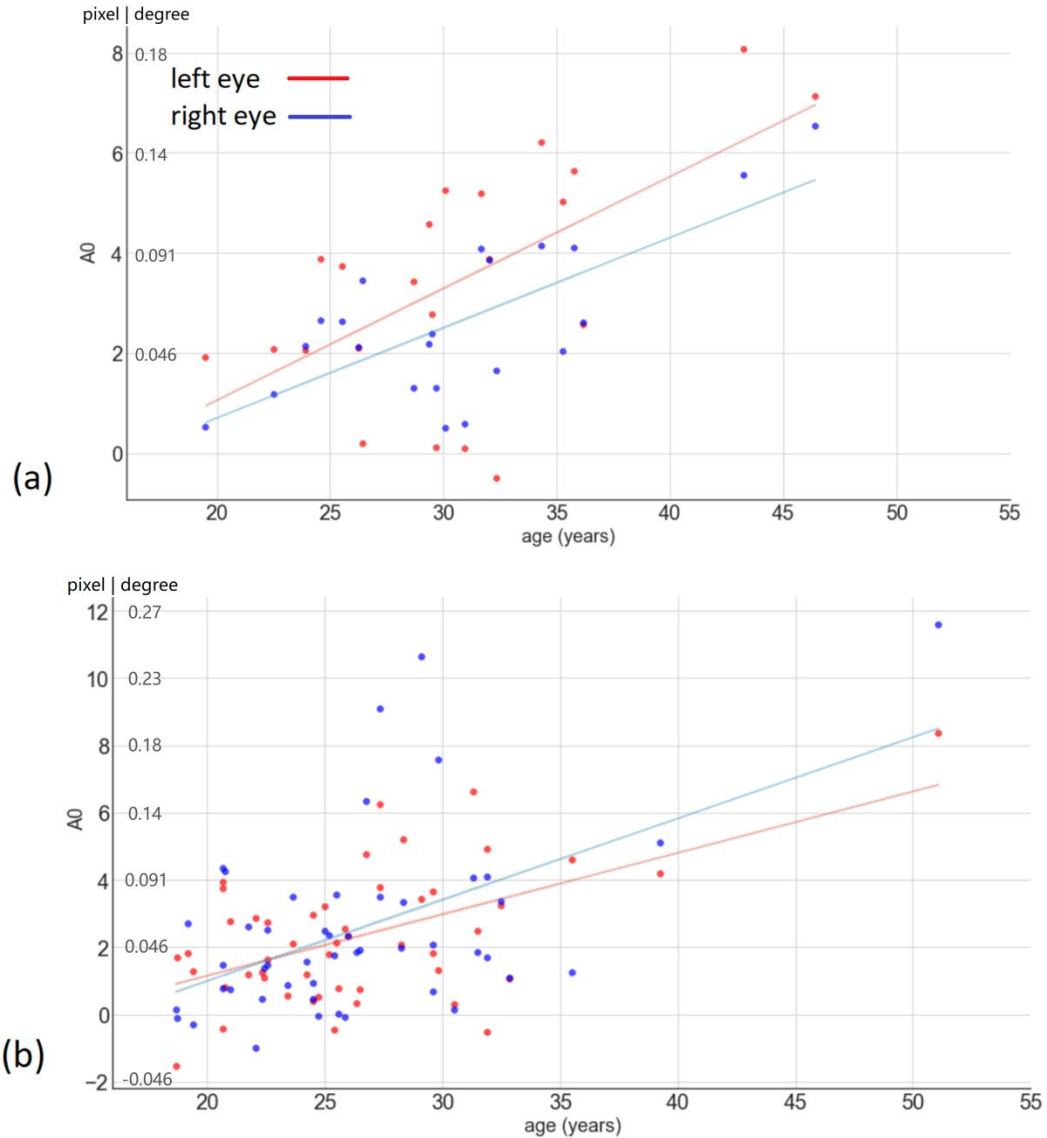 pixel | degree
8 0.18
left eye
right eye
6 0.14
A0
4 0.091
2 0.046
0
(a)
20 25 30 35 40 45 50 55
age (years)
pixel | degree
12 0.27
10 0.23
8 0.18
A0
6 0.14
4 0.091
2 0.046
0
(b)
−2 -0.046
20 25 30 35 40 45 50 55
age (years)